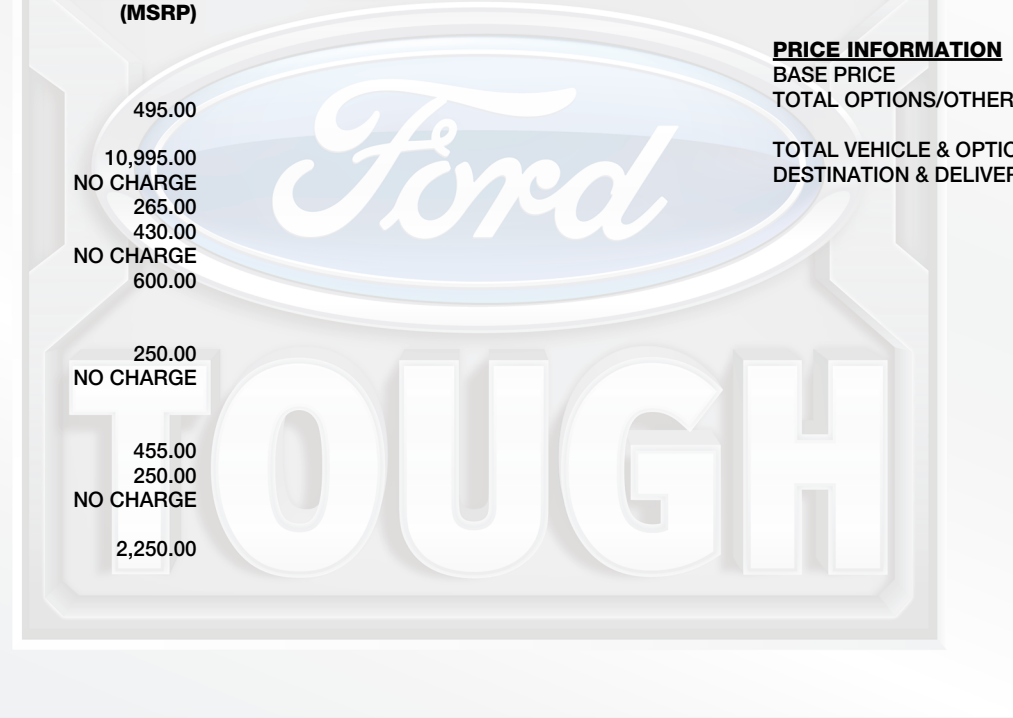 (MSRP)
495.00
10,995.00
NO CHARGE
265.00
430.00
NO CHARGE
600.00
250.00
NO CHARGE
455.00
250.00
NO CHARGE
2,250.00
PRICE INFORMATION
BASE PRICE
TOTAL OPTIONS/OTHER
TOTAL VEHICLE & OPTIO
DESTINATION & DELIVER
Ford
TOUGH